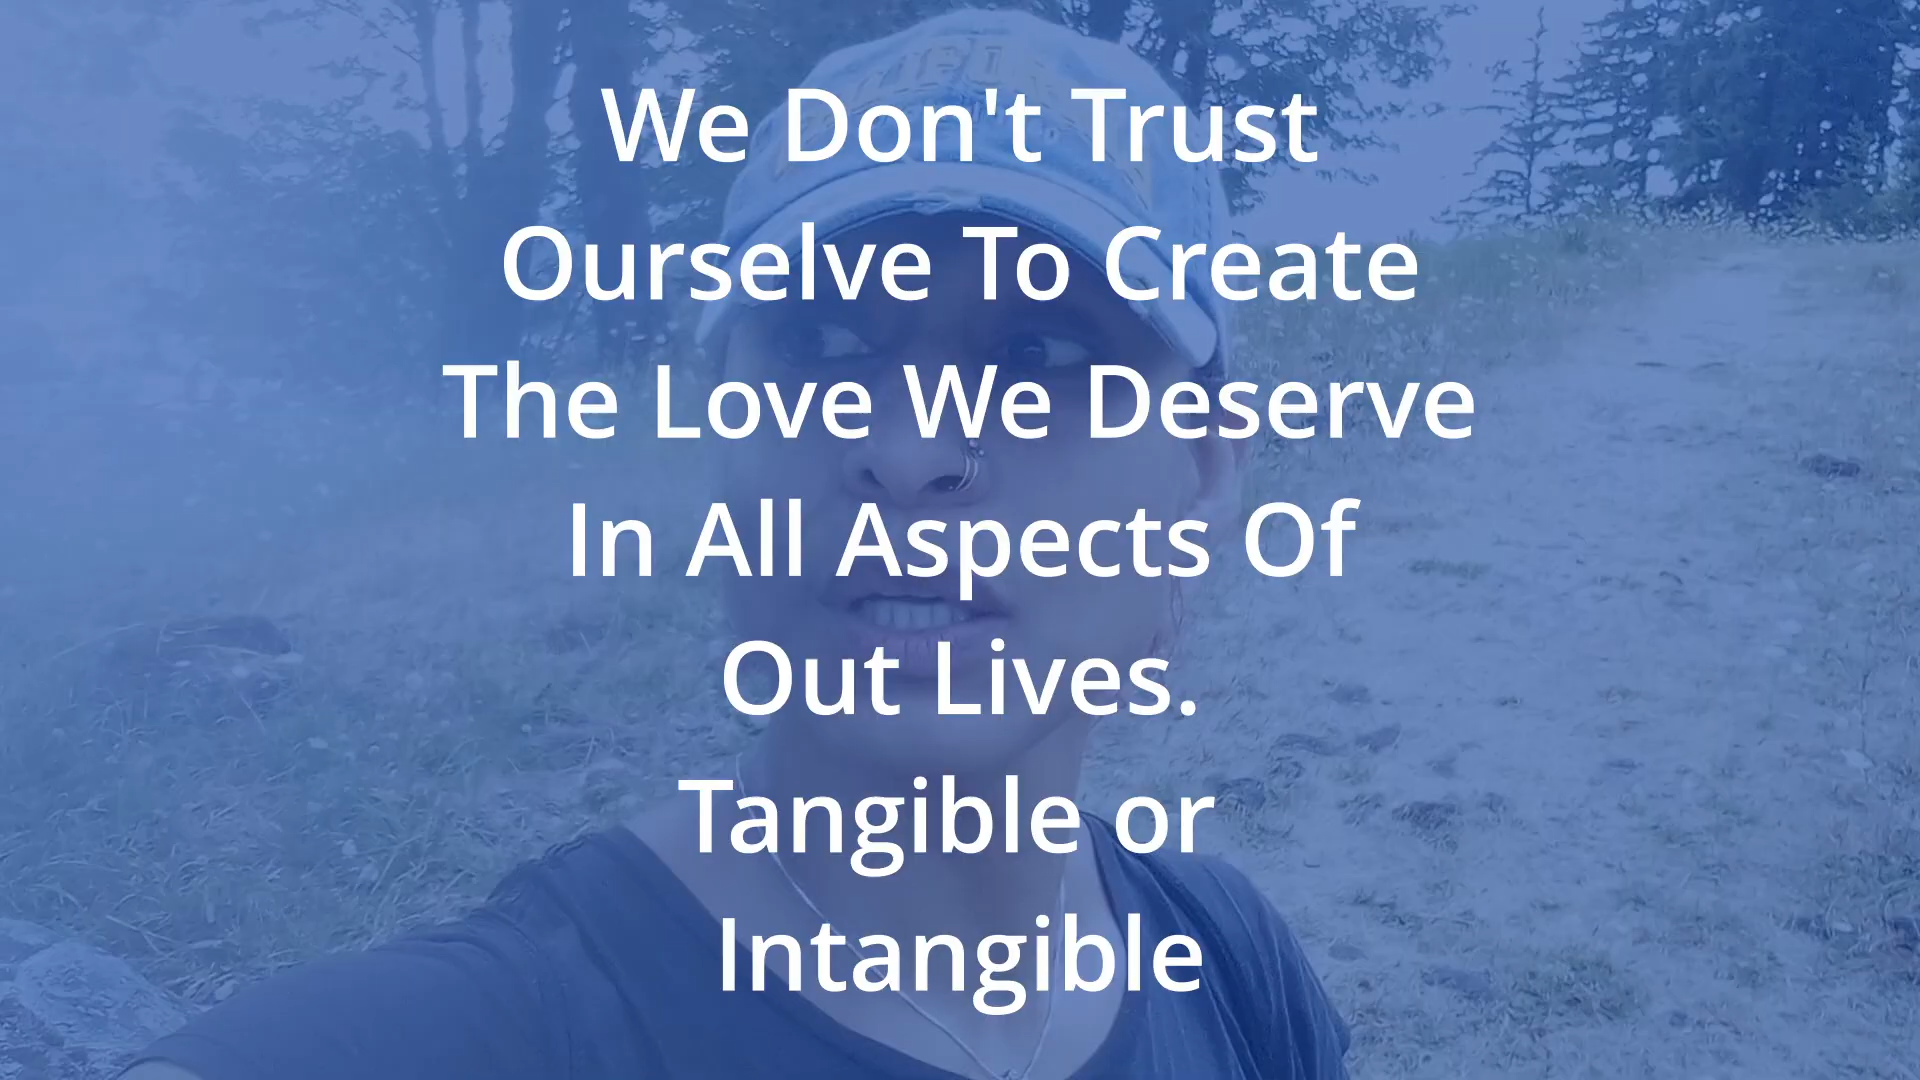 We Don't Trust
Ourselve To Create
The Love We Deserve
In All Aspects Of
Out Lives.
Tangible or
Intangible